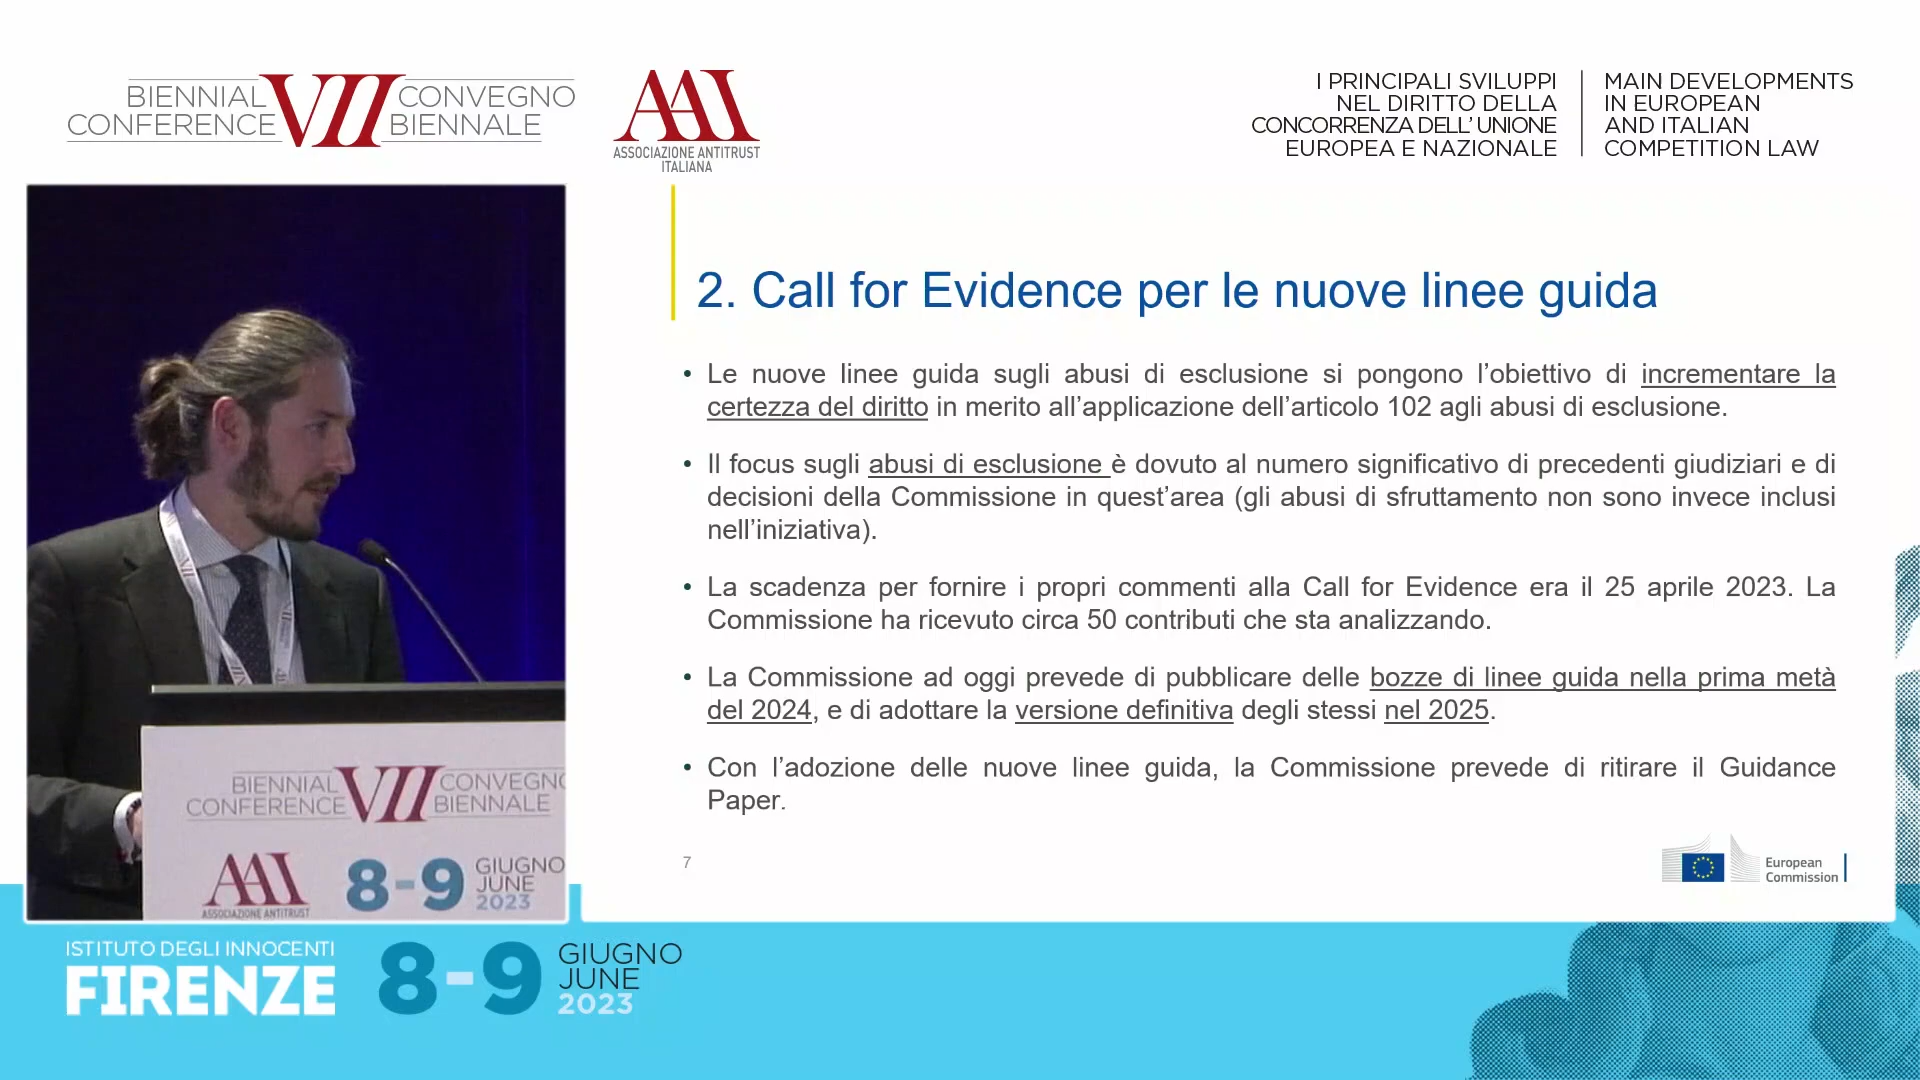 BIENNIAL
CONFERENCE
VII
CONVEGNO
BIENNALE
AAI
ASSOCIAZIONE ANTITRUST
ITALIANA
I PRINCIPALI SVILUPPI
NEL DIRITTO DELLA
CONCORRENZA DELL' UNIONE
EUROPEA E NAZIONALE
MAIN DEVELOPMENTS
IN EUROPEAN
AND ITALIAN
COMPETITION LAW
2. Call for Evidence per le nuove linee guida
• Le nuove linee guida sugli abusi di esclusione si pongono l’obiettivo di incrementare la
certezza del diritto in merito all’applicazione dell’articolo 102 agli abusi di esclusione.
• Il focus sugli abusi di esclusione è dovuto al numero significativo di precedenti giudiziari e di
decisioni della Commissione in quest’area (gli abusi di sfruttamento non sono invece inclusi
nell’iniziativa).
• La scadenza per fornire i propri commenti alla Call for Evidence era il 25 aprile 2023. La
Commissione ha ricevuto circa 50 contributi che sta analizzando.
• La Commissione ad oggi prevede di pubblicare delle bozze di linee guida nella prima metà
del 2024, e di adottare la versione definitiva degli stessi nel 2025.
• Con l’adozione delle nuove linee guida, la Commissione prevede di ritirare il Guidance
Paper.
7
European
Commission
VII
BIENNIAL
CONFERENCE
VII
CONVEGNO
BIENNALE
AAI
ASSOCIAZIONE ANTITRUST
8-9
GIUGNO
JUNE
2023
ISTITUTO DEGLI INNOCENTI
FIRENZE
8-9
GIUGNO
JUNE
2023